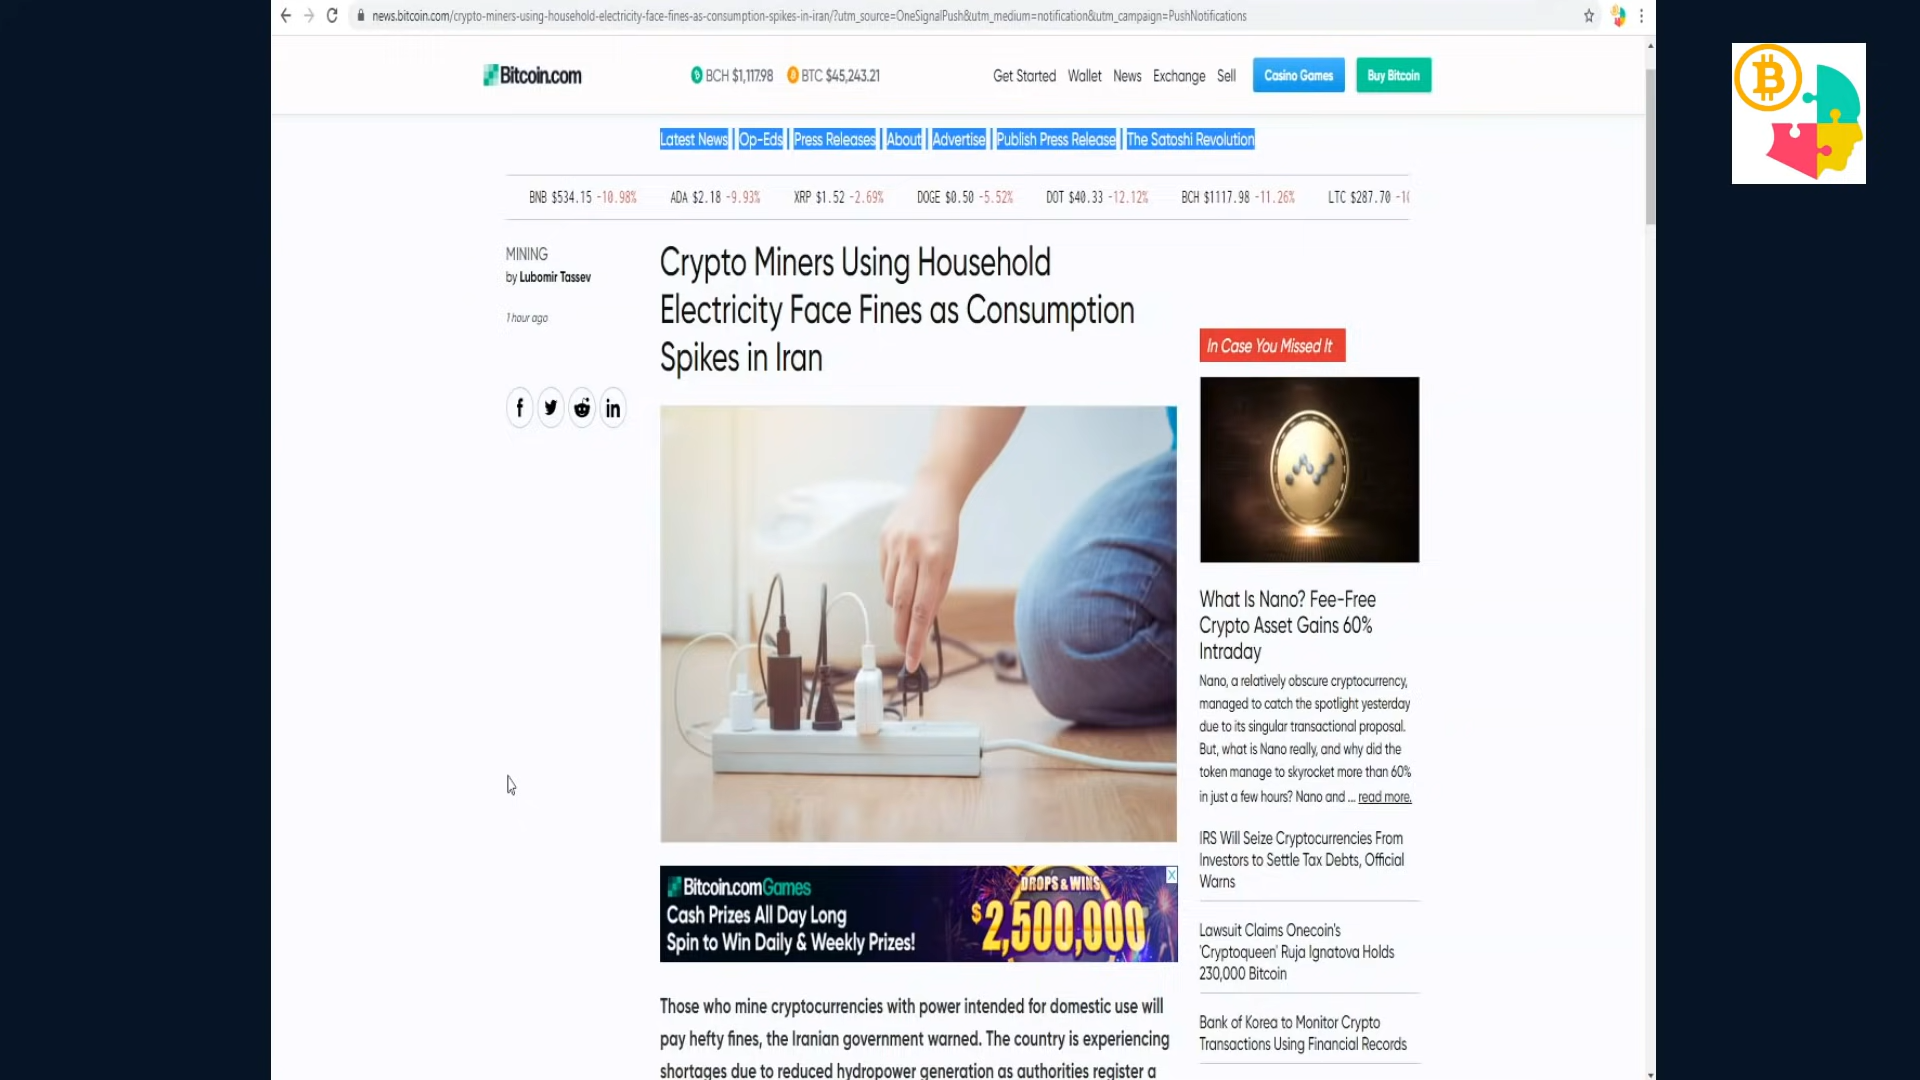 news.bitcoin.com/crypto-miners-using-household-electricity-face-fines-as-consumption-spikes-in-iran/?utm_source=OneSignalPush&utm_medium=notification&utm_campaign=PushNotifications
Bitcoin.com
BCH $1,117.98 BTC $45,243.21
Get Started Wallet News Exchange Sell Casino Games Buy Bitcoin
Latest News | Op-Eds | Press Releases | About | Advertise | Publish Press Release | The Satoshi Revolution
BNB $534.15 -10.98% ADA $2.18 -9.93% XRP $1.52 -2.69% DOGE $0.50 -5.52% DOT $40.33 -12.12% BCH $1117.98 -11.26% LTC $287.70
MINING
by Lubomir Tassev
1 hour ago
Crypto Miners Using Household
Electricity Face Fines as Consumption
Spikes in Iran
Bitcoin.com Games
Cash Prizes All Day Long
Spin to Win Daily & Weekly Prizes!
DROPS & WINS
$2,500,000
Those who mine cryptocurrencies with power intended for domestic use will
pay hefty fines, the Iranian government warned. The country is experiencing
shortages due to reduced hydropower generation as authorities register a
In Case You Missed It
What Is Nano? Fee-Free
Crypto Asset Gains 60%
Intraday
Nano, a relatively obscure cryptocurrency,
managed to catch the spotlight yesterday
due to its singular transactional proposal.
But, what is Nano really, and why did the
token manage to skyrocket more than 60%
in just a few hours? Nano and ... read more.
IRS Will Seize Cryptocurrencies From
Investors to Settle Tax Debts, Official
Warns
Lawsuit Claims Onecoin's
'Cryptoqueen' Ruja Ignatova Holds
230,000 Bitcoin
Bank of Korea to Monitor Crypto
Transactions Using Financial Records